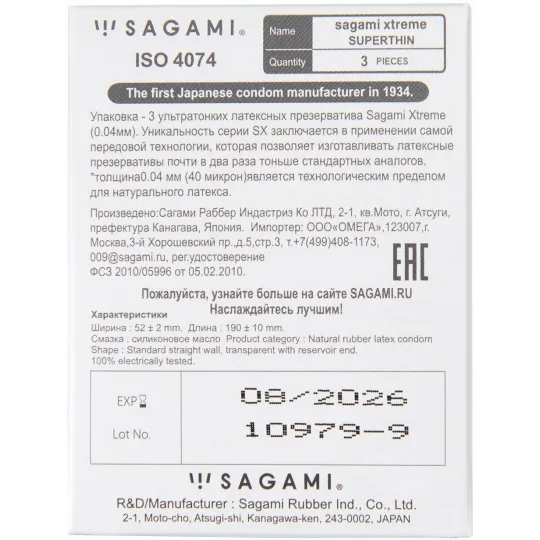 SAGAMI®
ISO 4074
Name
sagami xtreme
SUPERTHIN
Quantity
3 PIECES
The first Japanese condom manufacturer in 1934.
Упаковка - 3 ультратонких латексных презерватива Sagami Xtreme
(0.04мм). Уникальность серии SX заключается в применении самой
передовой технологии, которая позволяет изготавливать латексные
презервативы почти в два раза тоньше стандартных аналогов.
*толщина0.04 мм (40 микрон)является технологическим пределом
для натурального латекса.
Произведено:Сагами Раббер Индастриз Ко ЛТД, 2-1, кв.Мото, г. Атсуги,
префектура Канагава, Япония. Импортер: ООО«ОМЕГА»,123007,г.
Москва,3-й Хорошевский пр.,д.5,стр.3, т.+7(499)408-1173,
009@sagami.ru, рег.удостоверение
ФСЗ 2010/05996 от 05.02.2010.
EAC
Пожалуйста, узнайте больше на сайте SAGAMI.RU
Наслаждайтесь лучшим!
Характеристики
Ширина : 52 ± 2 mm. Длина : 190 ± 10 mm.
Смазка : силиконовое масло Product category : Natural rubber latex condom
Shape : Standard straight wall, transparent with reservoir end.
100% electrically tested.
EXP
08/2026
Lot No.
10979-9
SAGAMI®
R&D/Manufacturer : Sagami Rubber Ind., Co., Ltd.
2-1, Moto-cho, Atsugi-shi, Kanagawa-ken, 243-0002, JAPAN